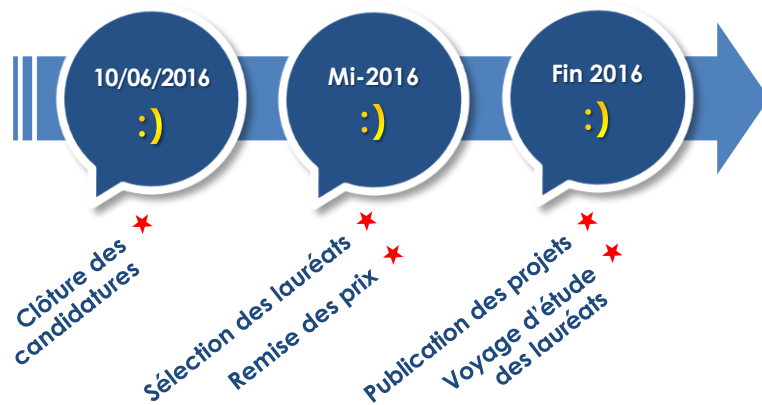 10/06/2016
:)
Mi-2016
:)
Fin 2016
:)
Clôture des
candidatures
Sélection des lauréats
Remise des prix
Publication des projets
Voyage d'étude
des lauréats